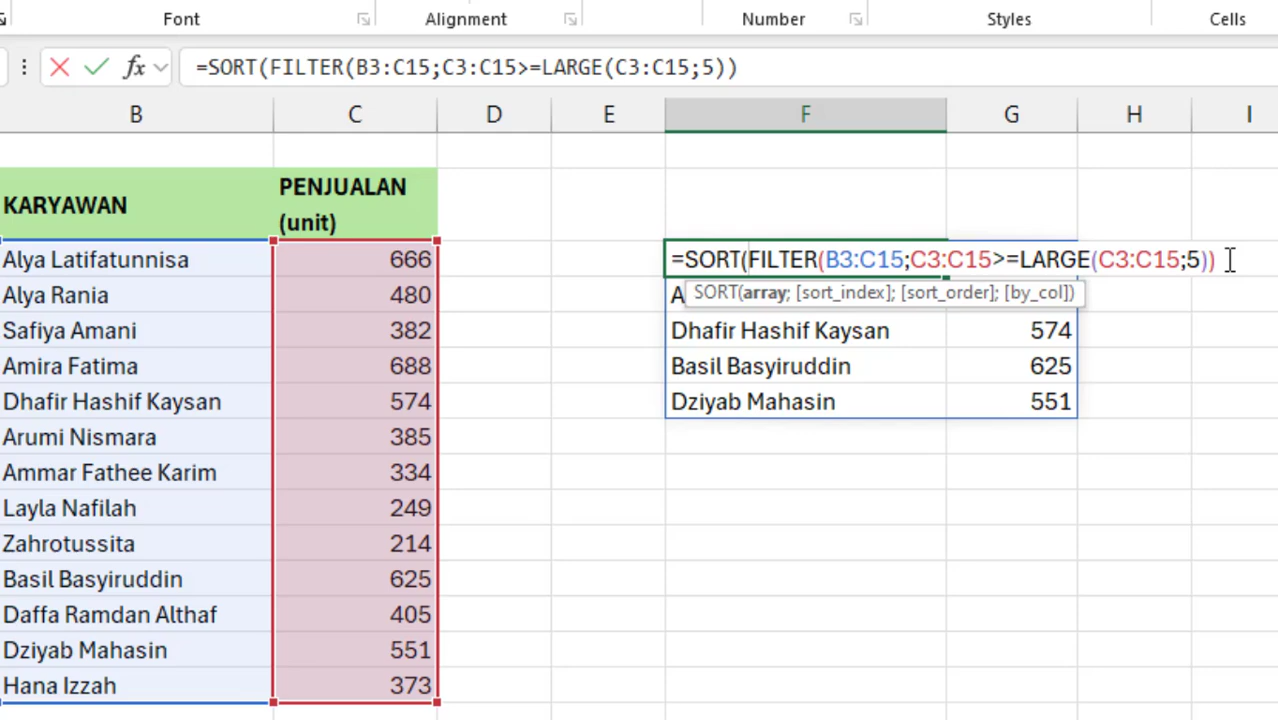 Font Alignment Number Styles Cells
fx =SORT(FILTER(B3:C15;C3:C15>=LARGE(C3:C15;5))
B C D E F G H I
KARYAWAN PENJUALAN
(unit)
Alya Latifatunnisa 666 =SORT(FILTER(B3:C15;C3:C15>=LARGE(C3:C15;5))
Alya Rania 480 A SORT(array; [sort_index]; [sort_order]; [by_col])
Safiya Amani 382 Dhafir Hashif Kaysan 574
Amira Fatima 688 Basil Basyiruddin 625
Dhafir Hashif Kaysan 574 Dziyab Mahasin 551
Arumi Nismara 385
Ammar Fathee Karim 334
Layla Nafilah 249
Zahrotussita 214
Basil Basyiruddin 625
Daffa Ramdan Althaf 405
Dziyab Mahasin 551
Hana Izzah 373